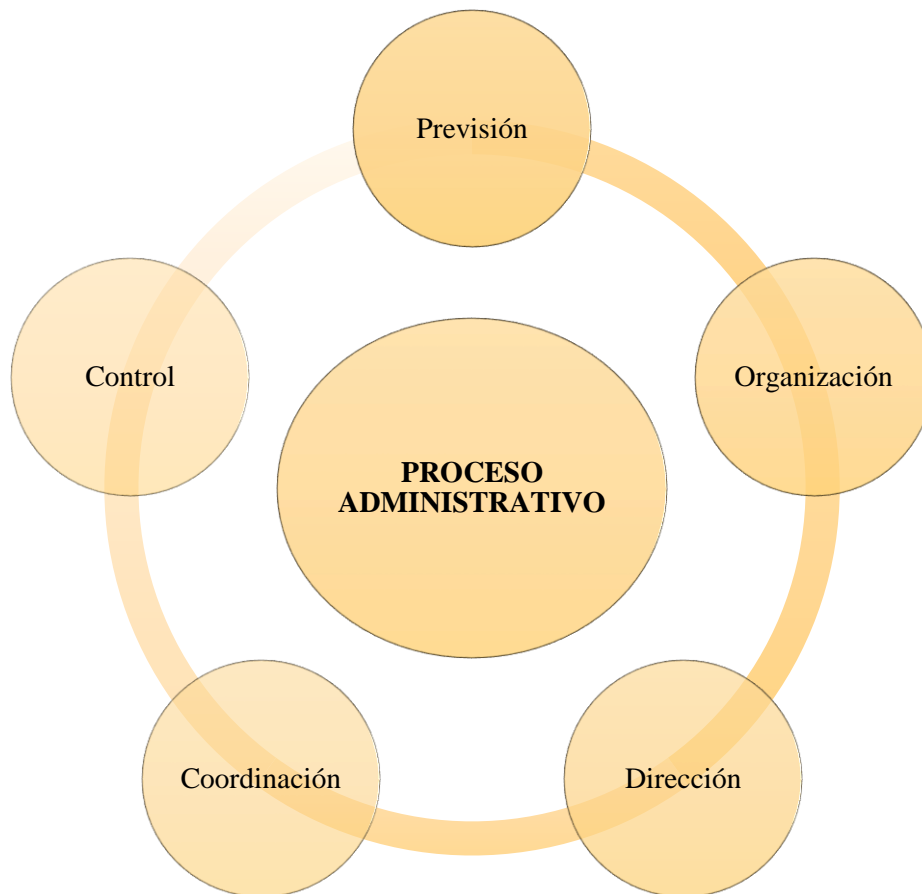 Previsión
Organización
Dirección
Coordinación
Control
PROCESO
ADMINISTRATIVO